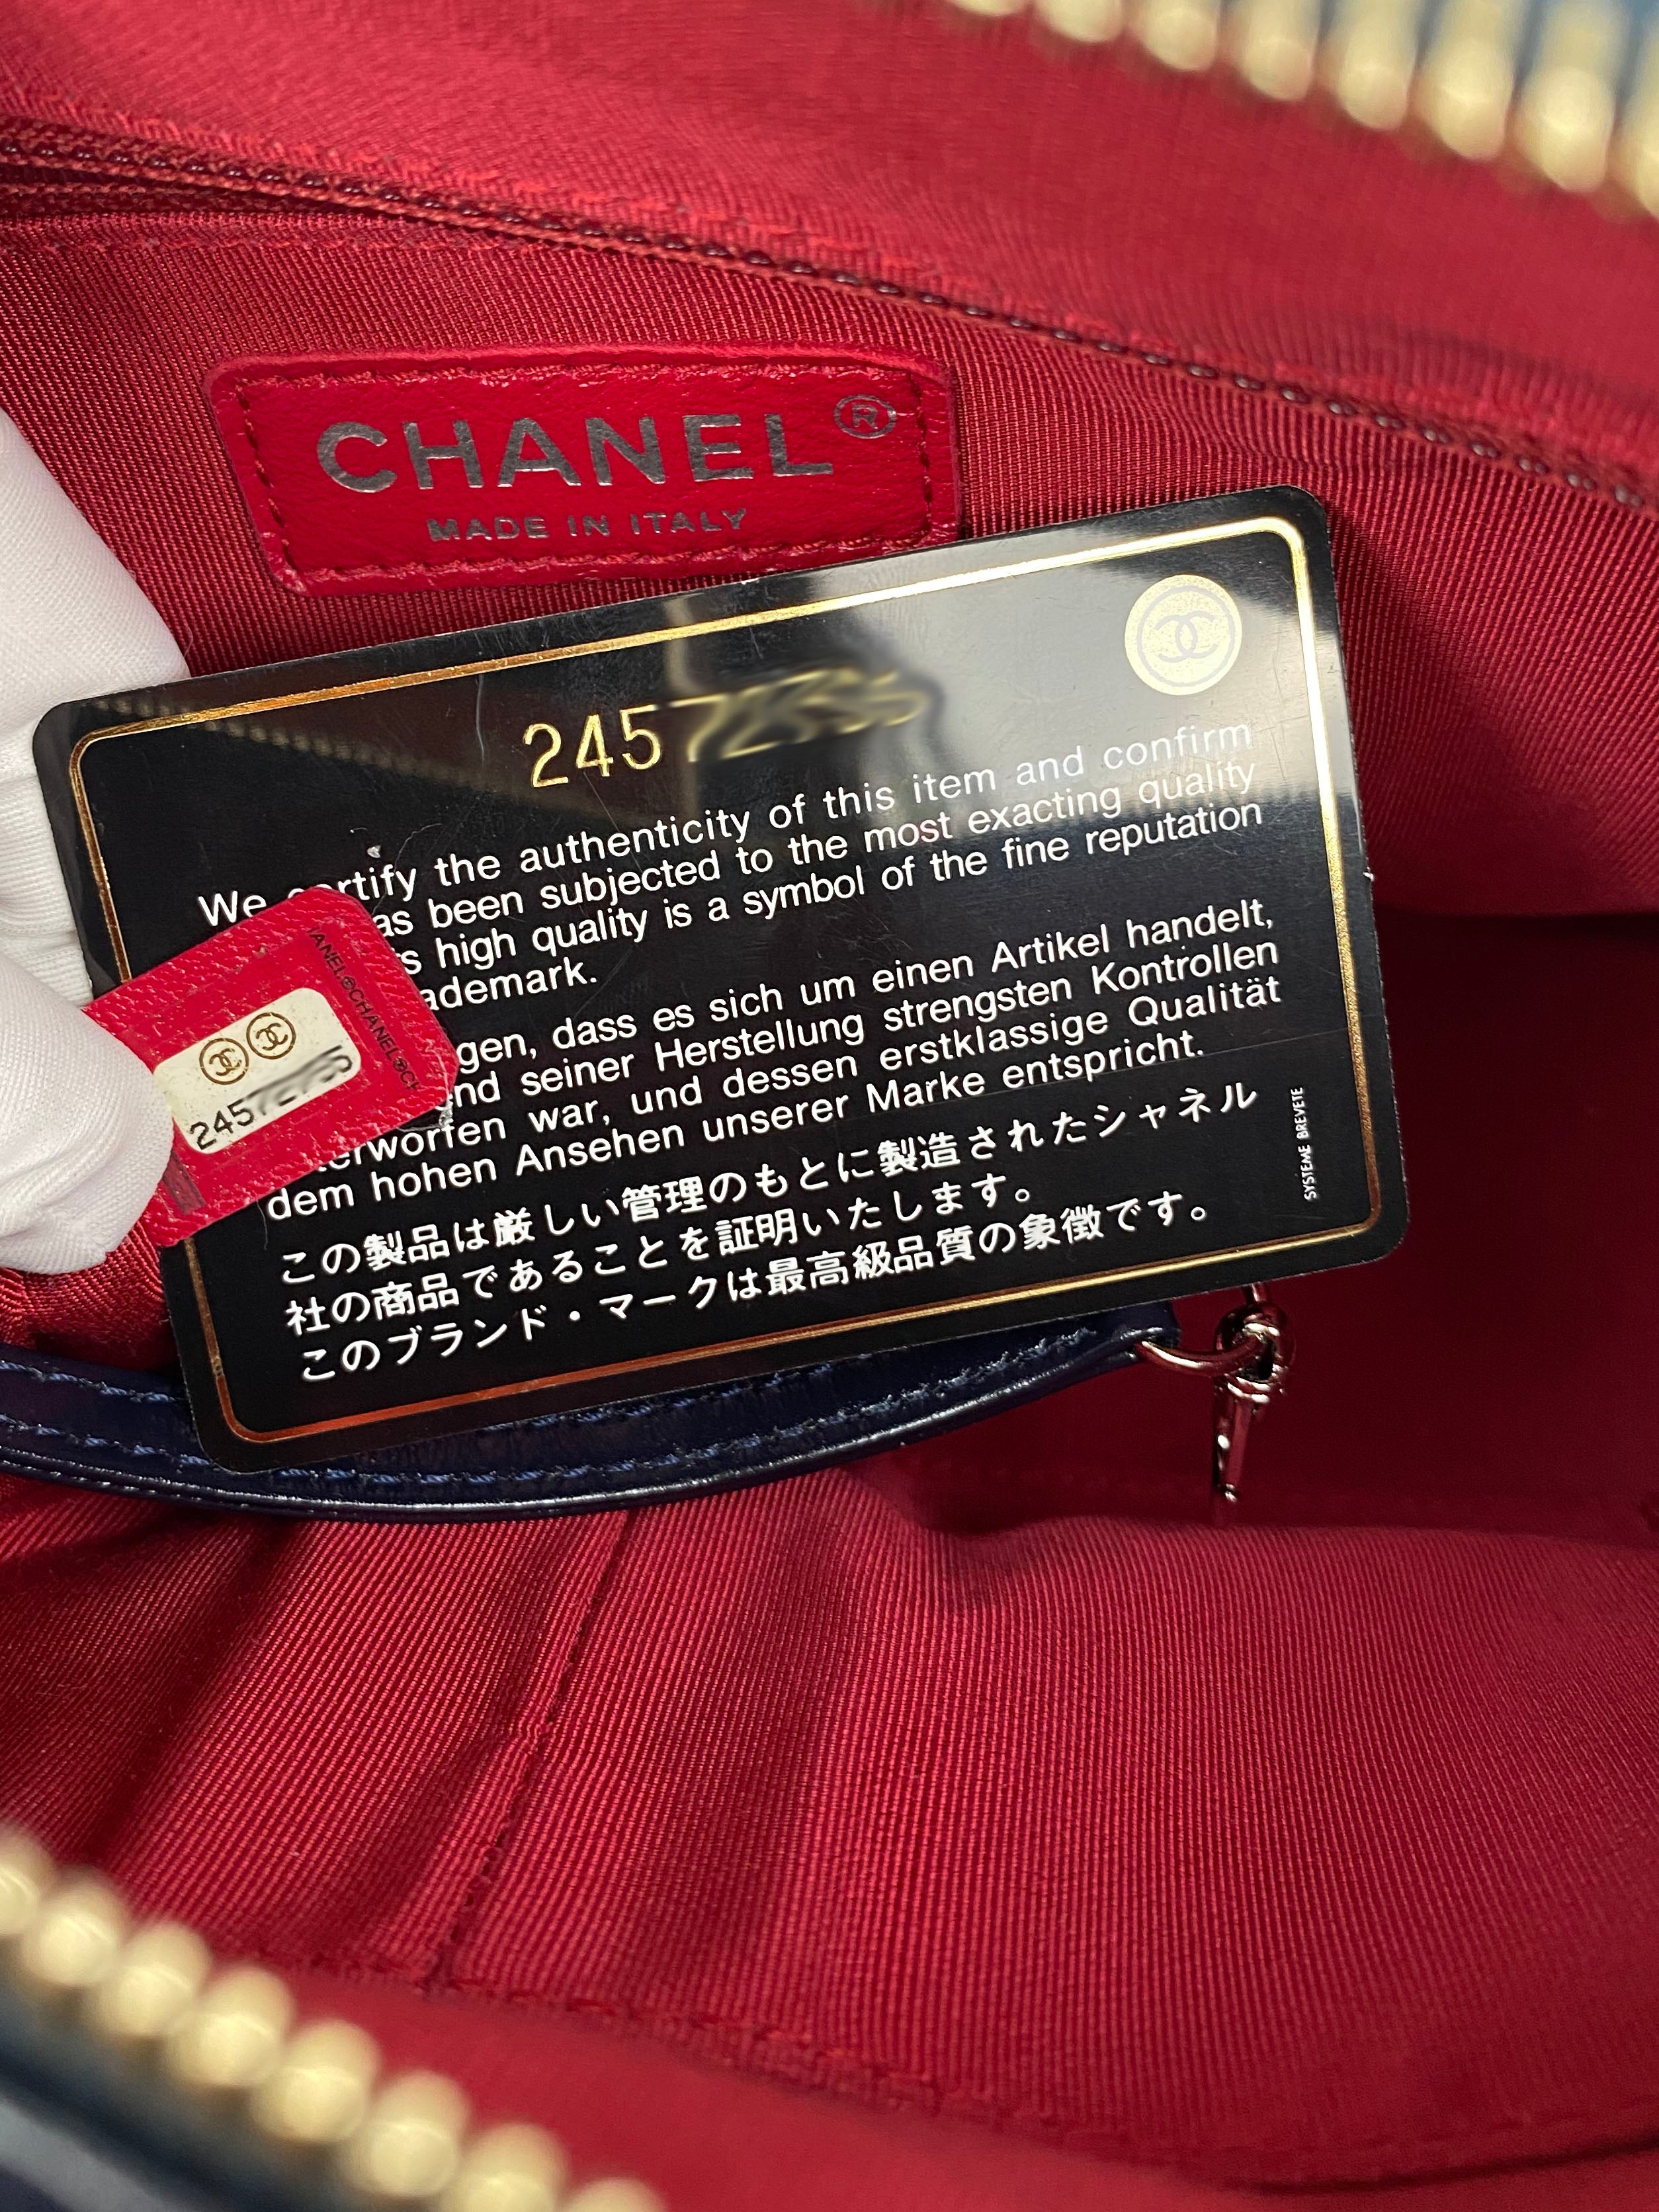 CHANEL®
MADE IN ITALY
2457
We certify the authenticity of this item and confirm
as been subjected to the most exacting quality
s high quality is a symbol of the fine reputation
ademark.
gen, dass es sich um einen Artikel handelt,
nd seiner Herstellung strengsten Kontrollen
erworfen war, und dessen erstklassige Qualität
dem hohen Ansehen unserer Marke entspricht.
この製品は厳しい管理のもとに製造されたシャネル
社の商品であることを証明いたします。
このブランド・マークは最高級品質の象徴です。
SYSTEME BREVETE
ANEL®CHANEL®CH
245